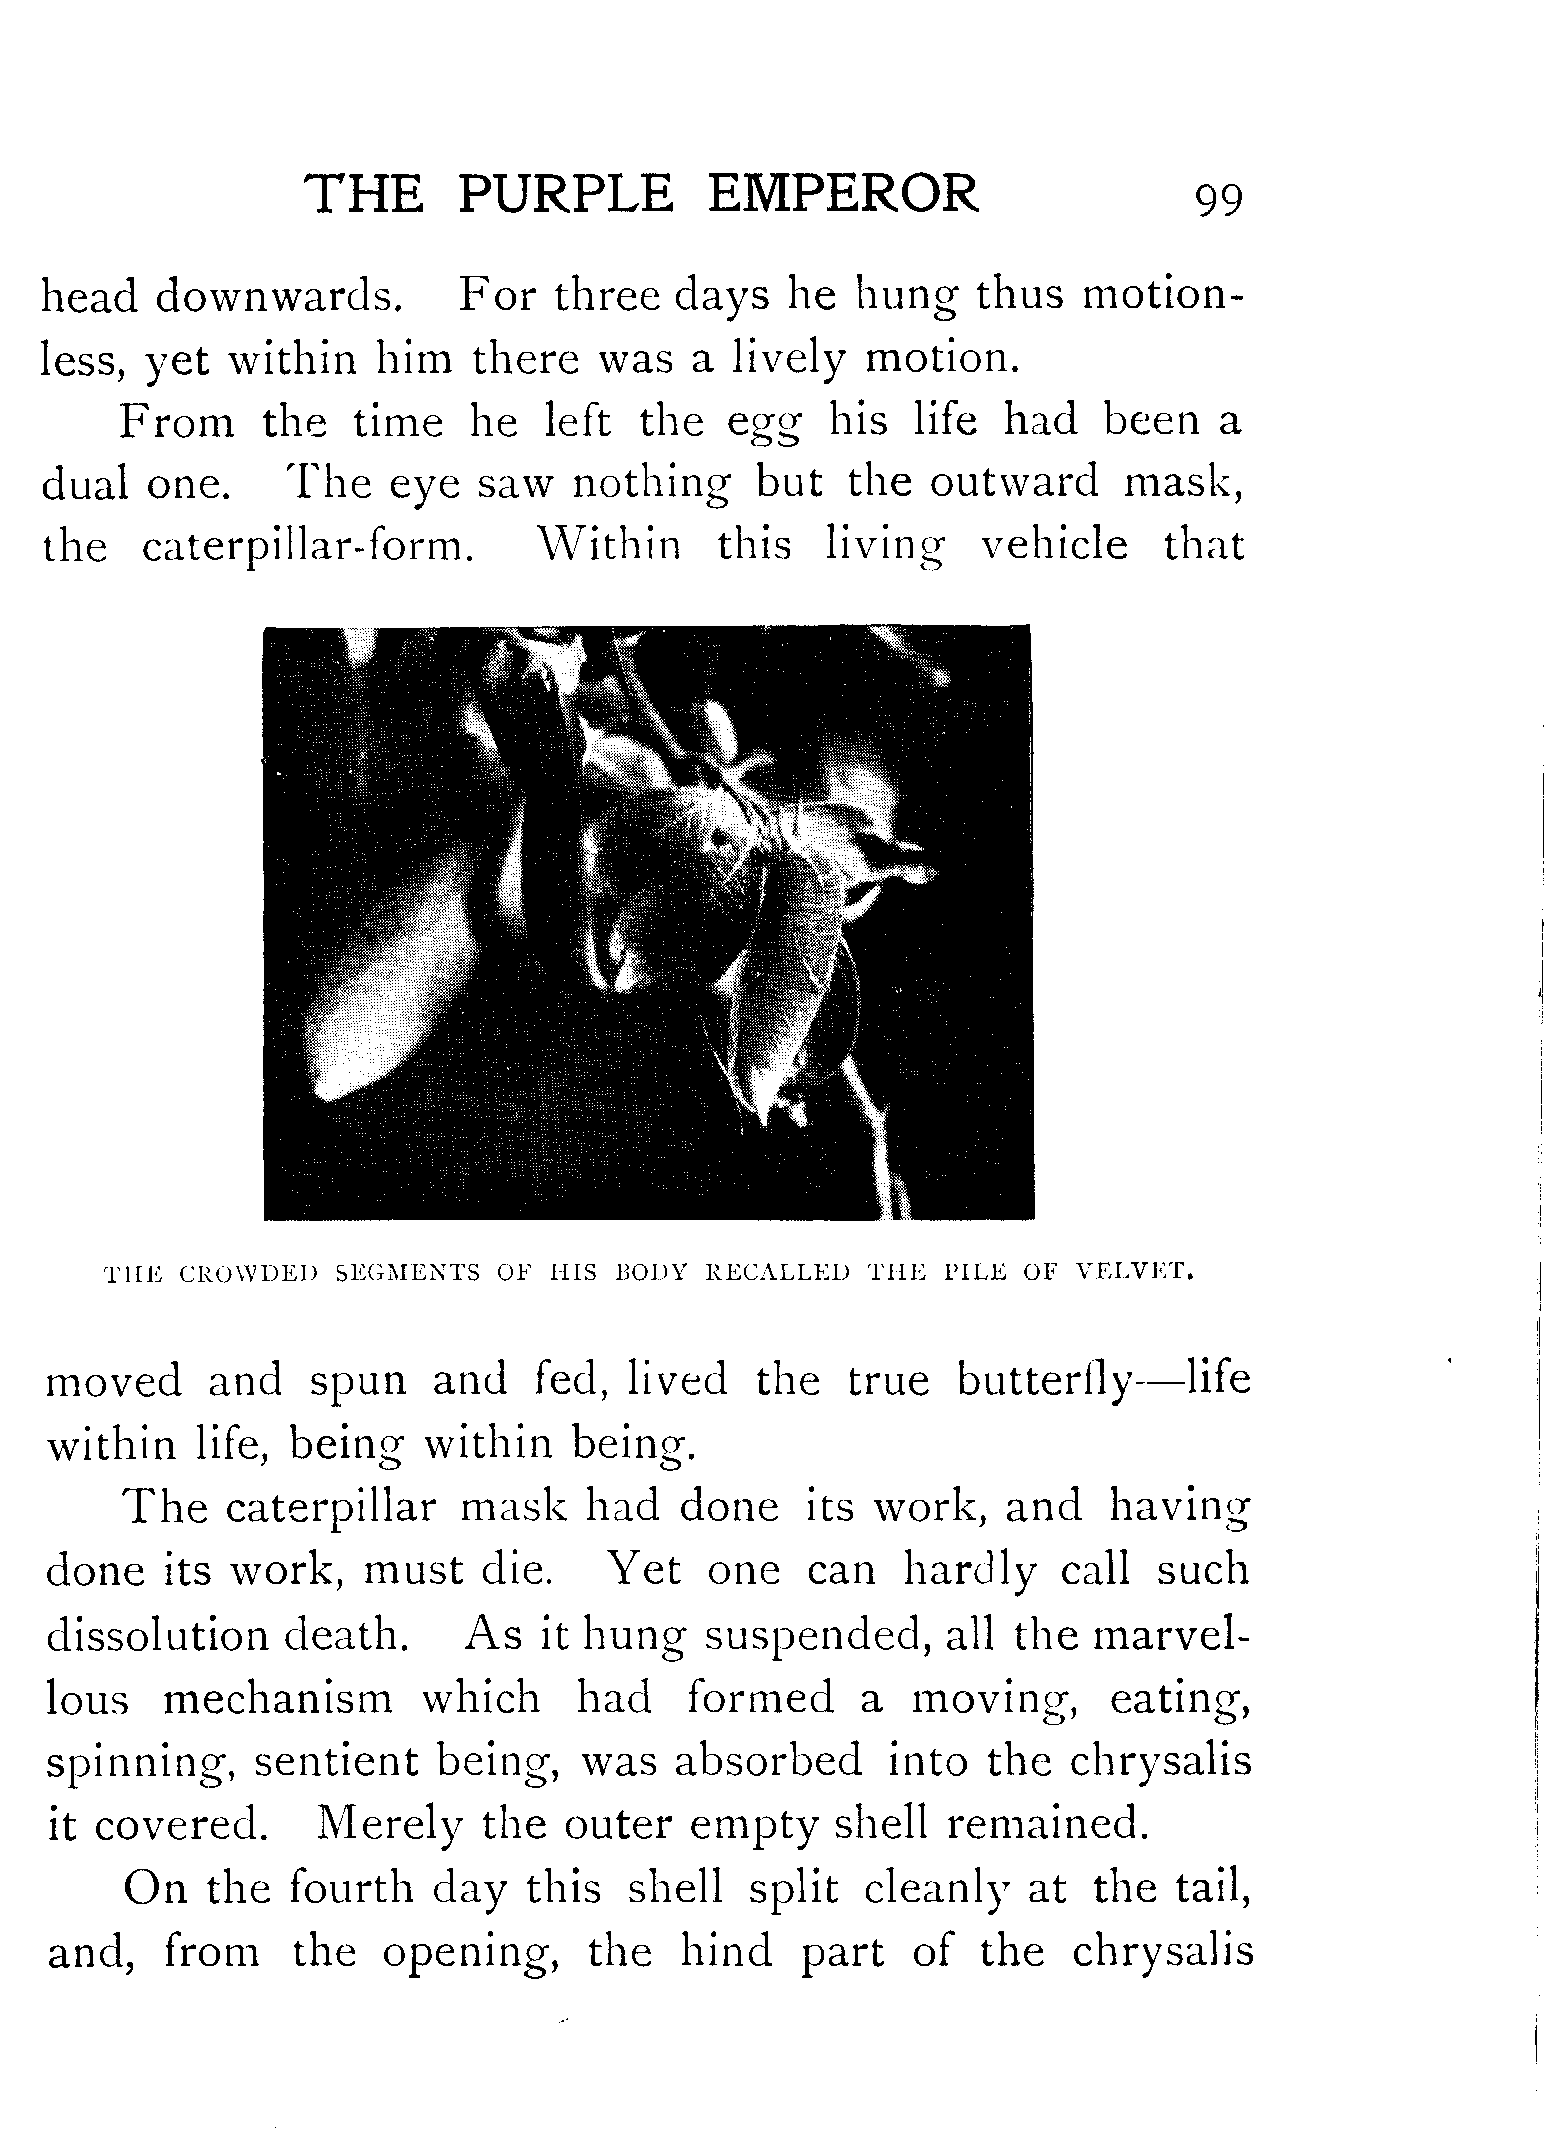 THE PURPLE EMPEROR 99
head downwards. For three days he hung thus motion-
less, yet within him there was a lively motion.
From the time he left the egg his life had been a
dual one. The eye saw nothing but the outward mask,
the caterpillar-form. Within this living vehicle that
THE CROWDED SEGMENTS OF HIS BODY RECALLED THE PILE OF VELVET.
moved and spun and fed, lived the true butterfly—life
within life, being within being.
The caterpillar mask had done its work, and having
done its work, must die. Yet one can hardly call such
dissolution death. As it hung suspended, all the marvel-
lous mechanism which had formed a moving, eating,
spinning, sentient being, was absorbed into the chrysalis
it covered. Merely the outer empty shell remained.
On the fourth day this shell split cleanly at the tail,
and, from the opening, the hind part of the chrysalis